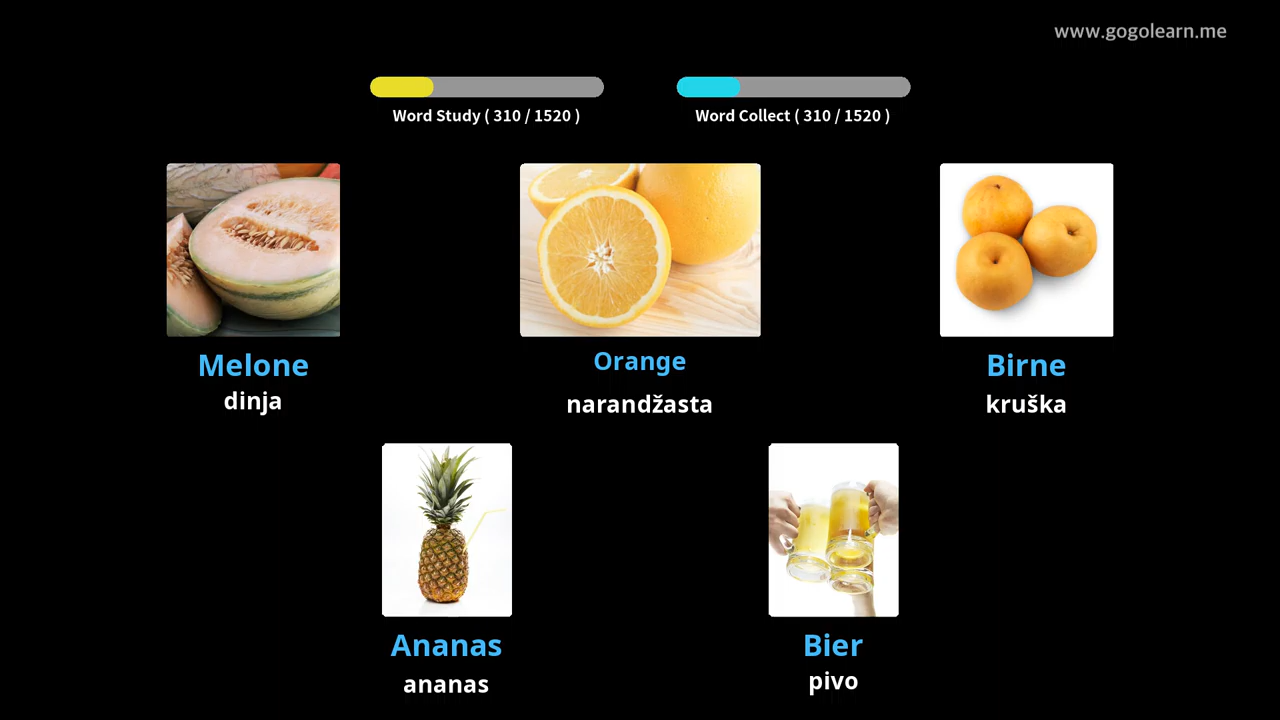 www.gogolearn.me
Word Study ( 310 / 1520 )
Word Collect ( 310 / 1520 )
Melone
dinja
Orange
narandžasta
Birne
kruška
Ananas
ananas
Bier
pivo